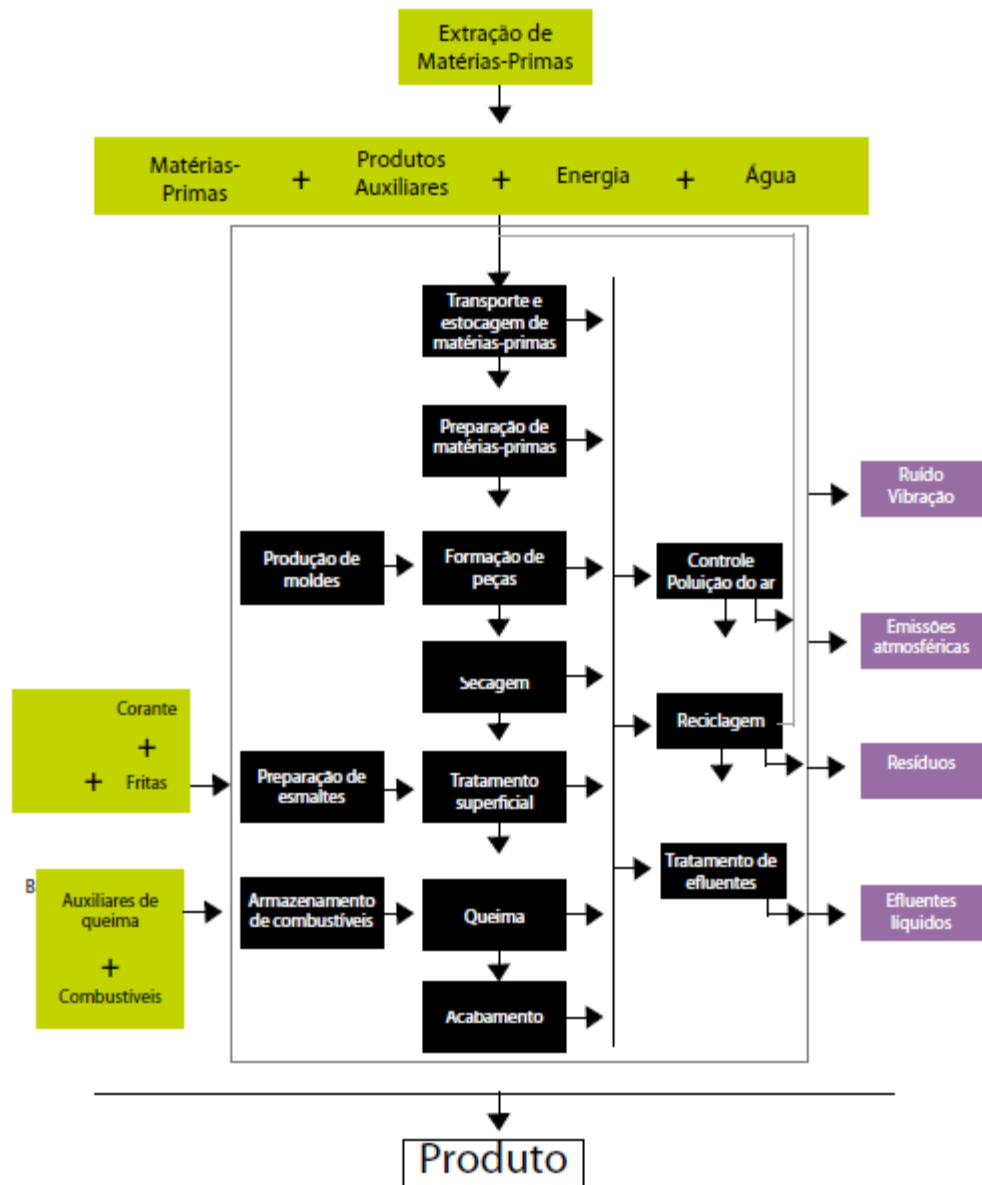 Extração de
Matérias-Primas
Matérias-
Primas
+
Produtos
Auxiliares
+
Energia
+
Água
Transporte e
estocagem de
matérias-primas
Preparação de
matérias-primas
Ruído
Vibração
Produção de
moldes
Formação de
peças
Controle
Poluição do ar
Emissões
atmosféricas
Secagem
Corante
+
+ Fritas
Reciclagem
Resíduos
Preparação de
esmaltes
Tratamento
superficial
Tratamento de
efluentes
B
Auxiliares de
queima
+
Combustíveis
Armazenamento
de combustíveis
Queima
Efluentes
líquidos
Acabamento
Produto